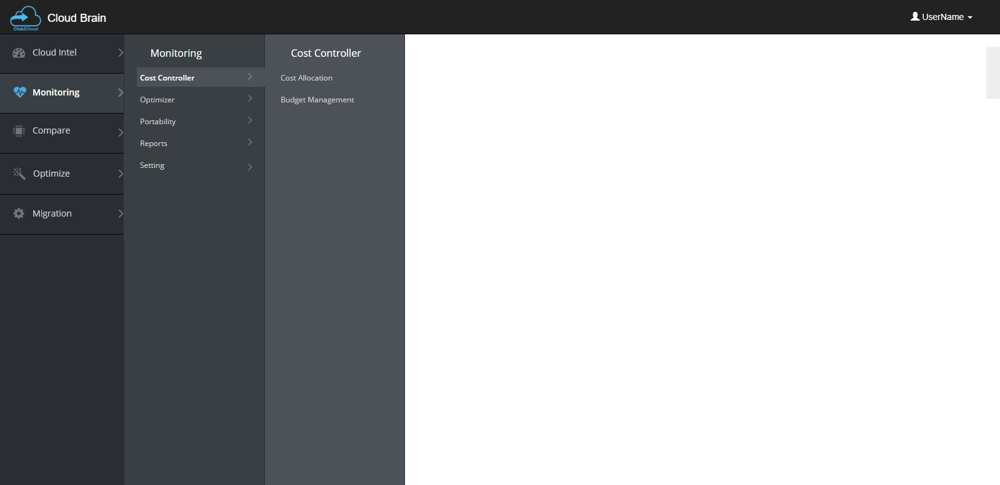 Click2Cloud
Cloud Brain
UserName
Cloud Intel
Monitoring
Compare
Optimize
Migration
Monitoring
Cost Controller
Optimizer
Portability
Reports
Setting
Cost Controller
Cost Allocation
Budget Management